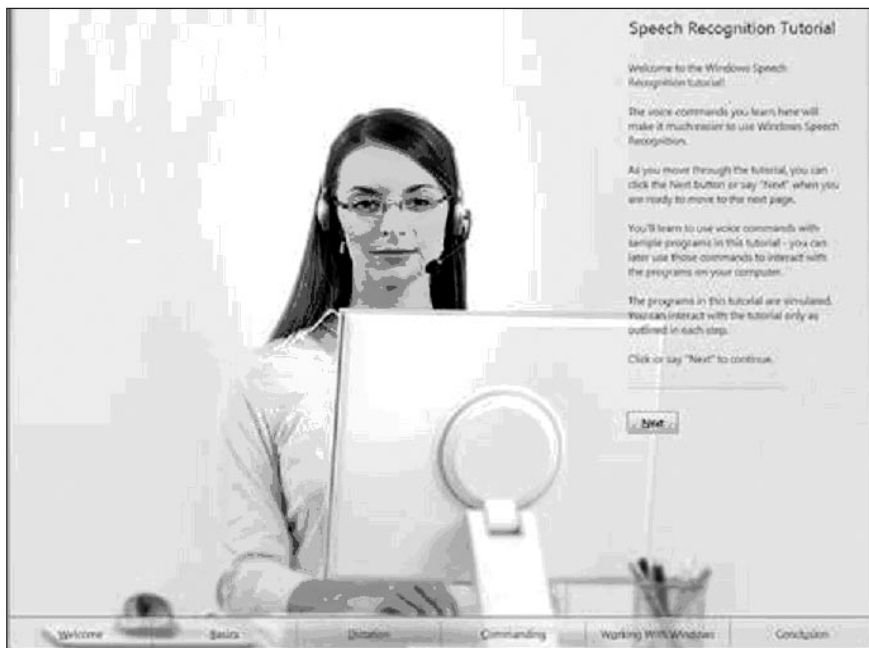 Speech Recognition Tutorial
Welcome to the Windows Speech
Recognition tutorial!
The voice commands you learn here will
make it much easier to use Windows Speech
Recognition.
As you move through the tutorial, you can
click the Next button or say "Next" when you
are ready to move to the next page.
You'll learn to use voice commands with
sample programs in this tutorial - you can
later use those commands to interact with
the programs on your computer.
The programs in this tutorial are simulated.
You can interact with the tutorial only as
outlined in each step.
Click or say "Next" to continue.
Next
Welcome Basics Dictation Commanding Working With Windows Conclusion